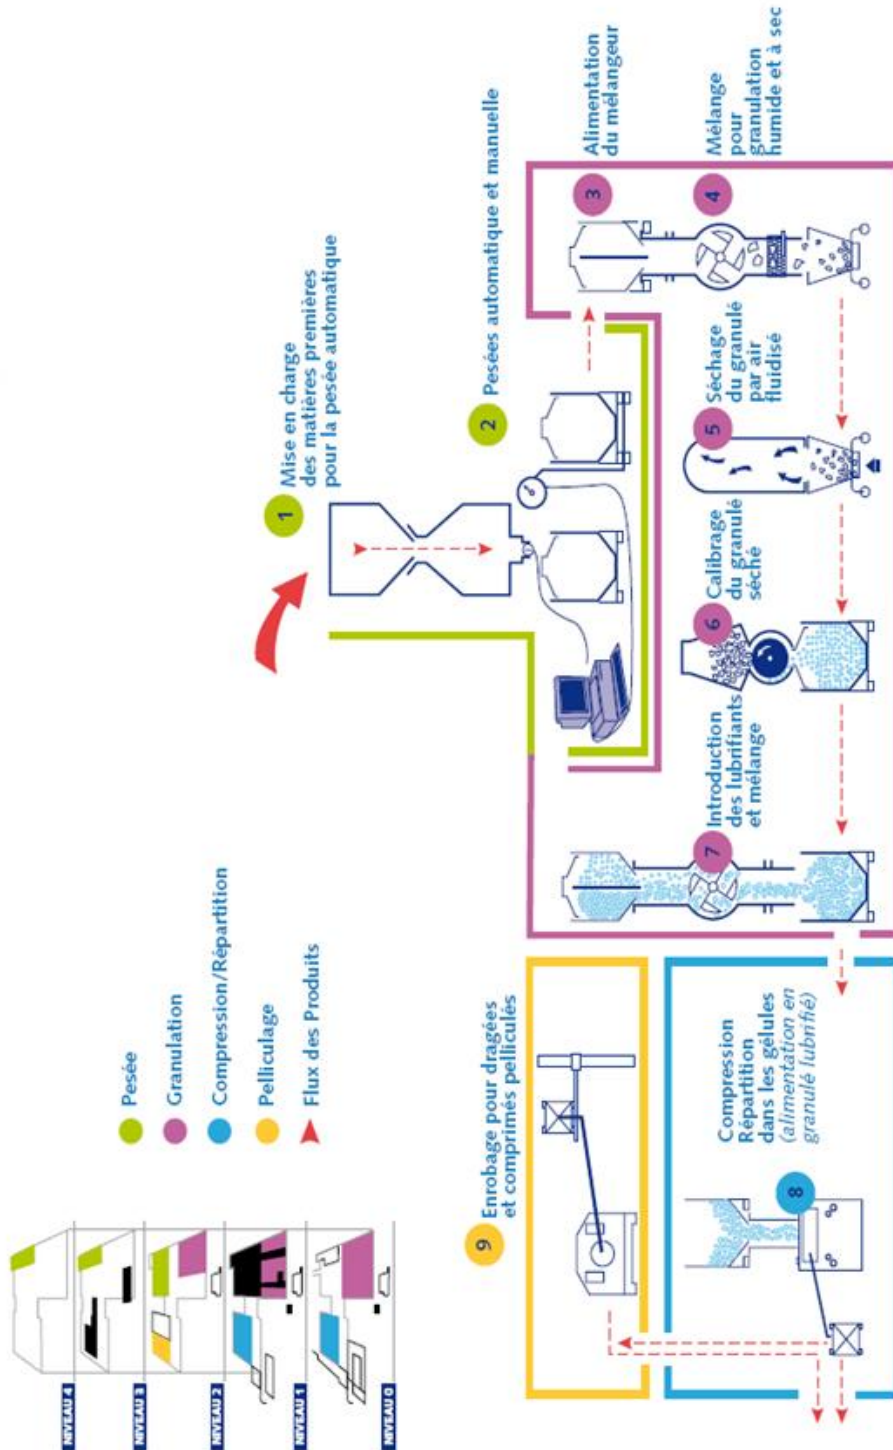 NIVEAU 4
NIVEAU 3
NIVEAU 2
NIVEAU 1
NIVEAU 0
Pesée
Granulation
Compression/Répartition
Pelliculage
Flux des Produits
1
Mise en charge
des matières premières
pour la pesée automatique
2
Pesées automatique et manuelle
3
Alimentation
du mélangeur
4
Mélange
pour
granulation
humide et à sec
5
Séchage
du granulé
par air
fluidisé
6
Calibrage
du granulé
séché
7
Introduction
des lubrifiants
et mélange
8
Compression
Répartition
dans les gélules
(alimentation en
granulé lubrifié)
9
Enrobage pour dragées
et comprimés pelliculés